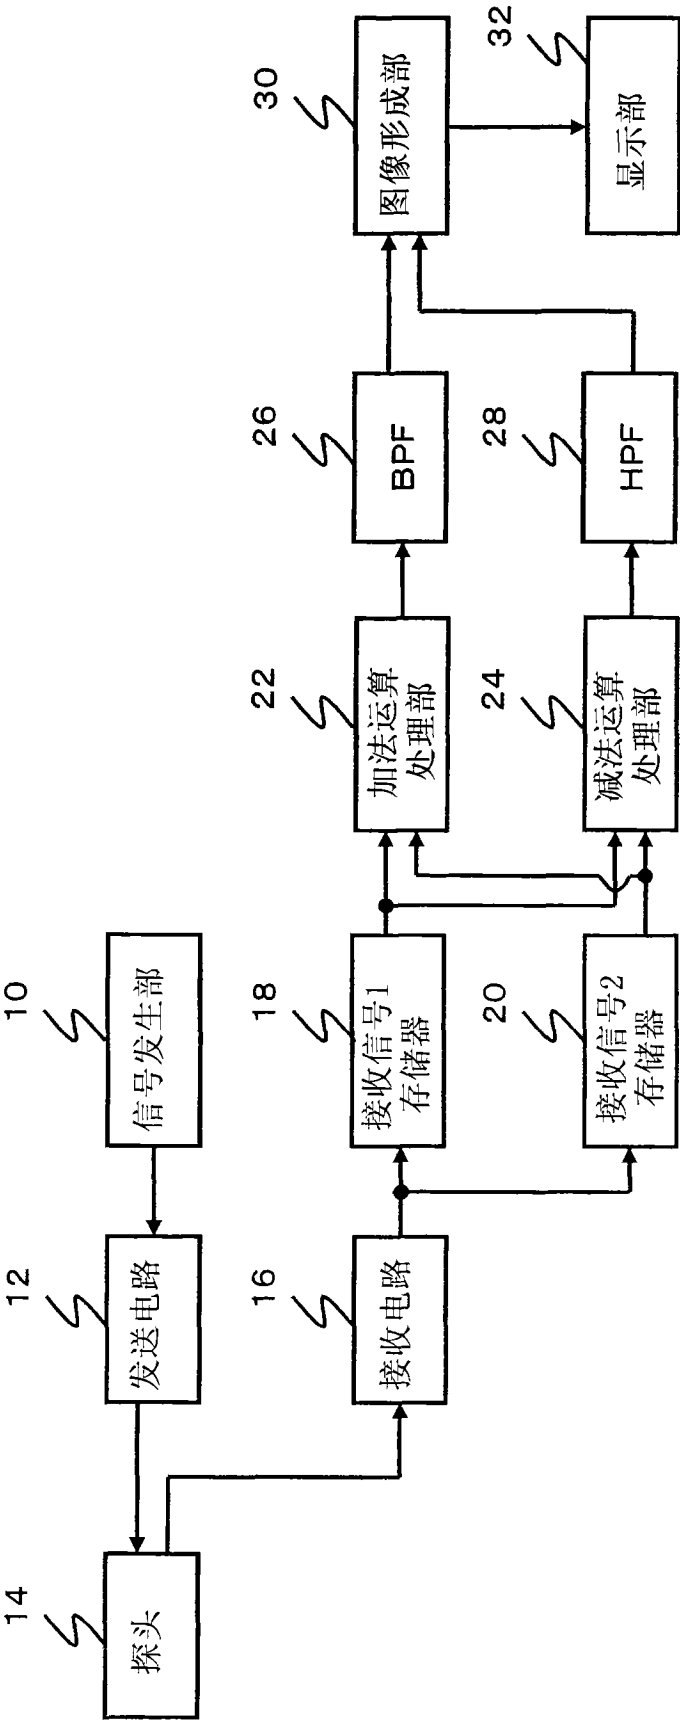 14
探头
12
发送电路
10
信号发生部
16
接收电路
18
接收信号1
存储器
22
加法运算
处理部
26
BPF
30
图像形成部
20
接收信号2
存储器
24
减法运算
处理部
28
HPF
32
显示部